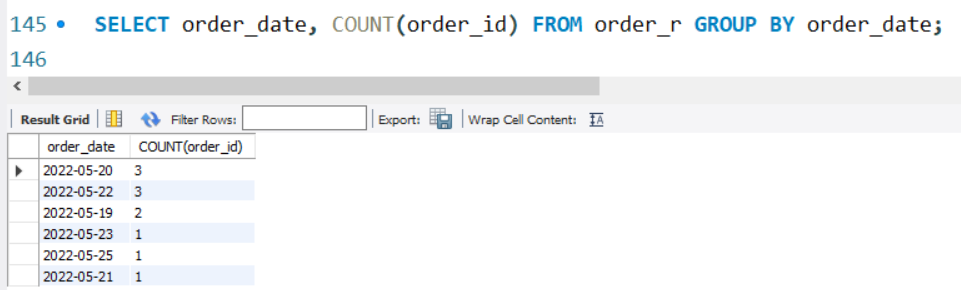 145 SELECT order_date, COUNT(order_id) FROM order_r GROUP BY order_date;
146
Result Grid Filter Rows: Export: Wrap Cell Content: IA
order_date COUNT(order_id)
2022-05-20 3
2022-05-22 3
2022-05-19 2
2022-05-23 1
2022-05-25 1
2022-05-21 1